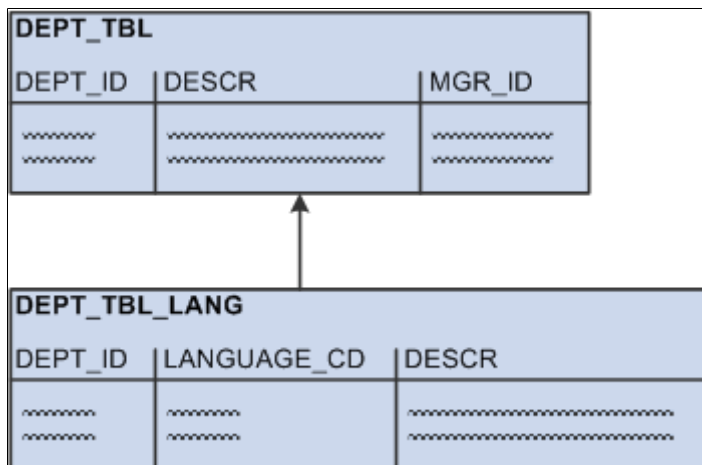 DEPT_TBL
DEPT_ID DESCR MGR_ID
DEPT_TBL_LANG
DEPT_ID LANGUAGE_CD DESCR